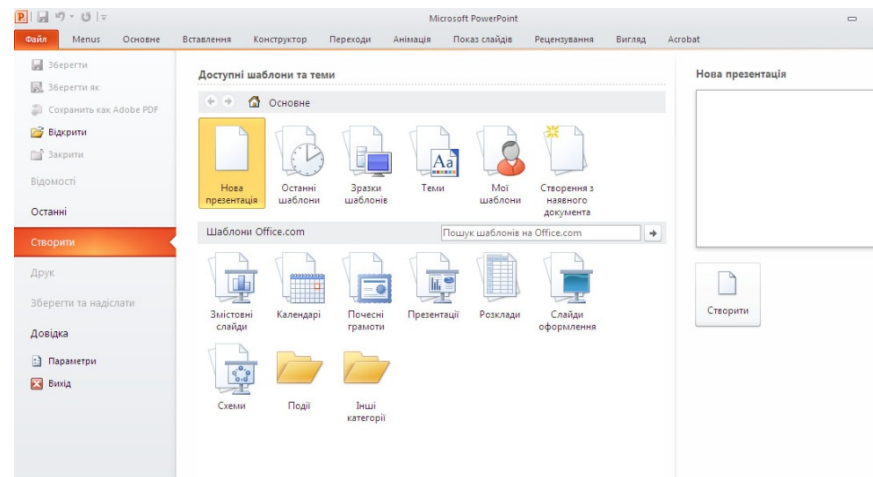 Microsoft PowerPoint
Файл Menus Основне Вставлення Конструктор Переходи Анімація Показ слайдів Рецензування Вигляд Acrobat
Зберегти
Зберегти як
Сохранить как Adobe PDF
Відкрити
Закрити
Відомості
Останні
Створити
Друк
Зберегти та надіслати
Довідка
Параметри
Вихід
Доступні шаблони та теми
Основне
Нова презентація
Останні шаблони
Зразки шаблонів
Теми
Мої шаблони
Створення з наявного документа
Шаблони Office.com
Пошук шаблонів на Office.com
Змістовні слайди
Календарі
Почесні грамоти
Презентації
Розклади
Слайди оформлення
Схеми
Події
Інші категорії
Нова презентація
Створити